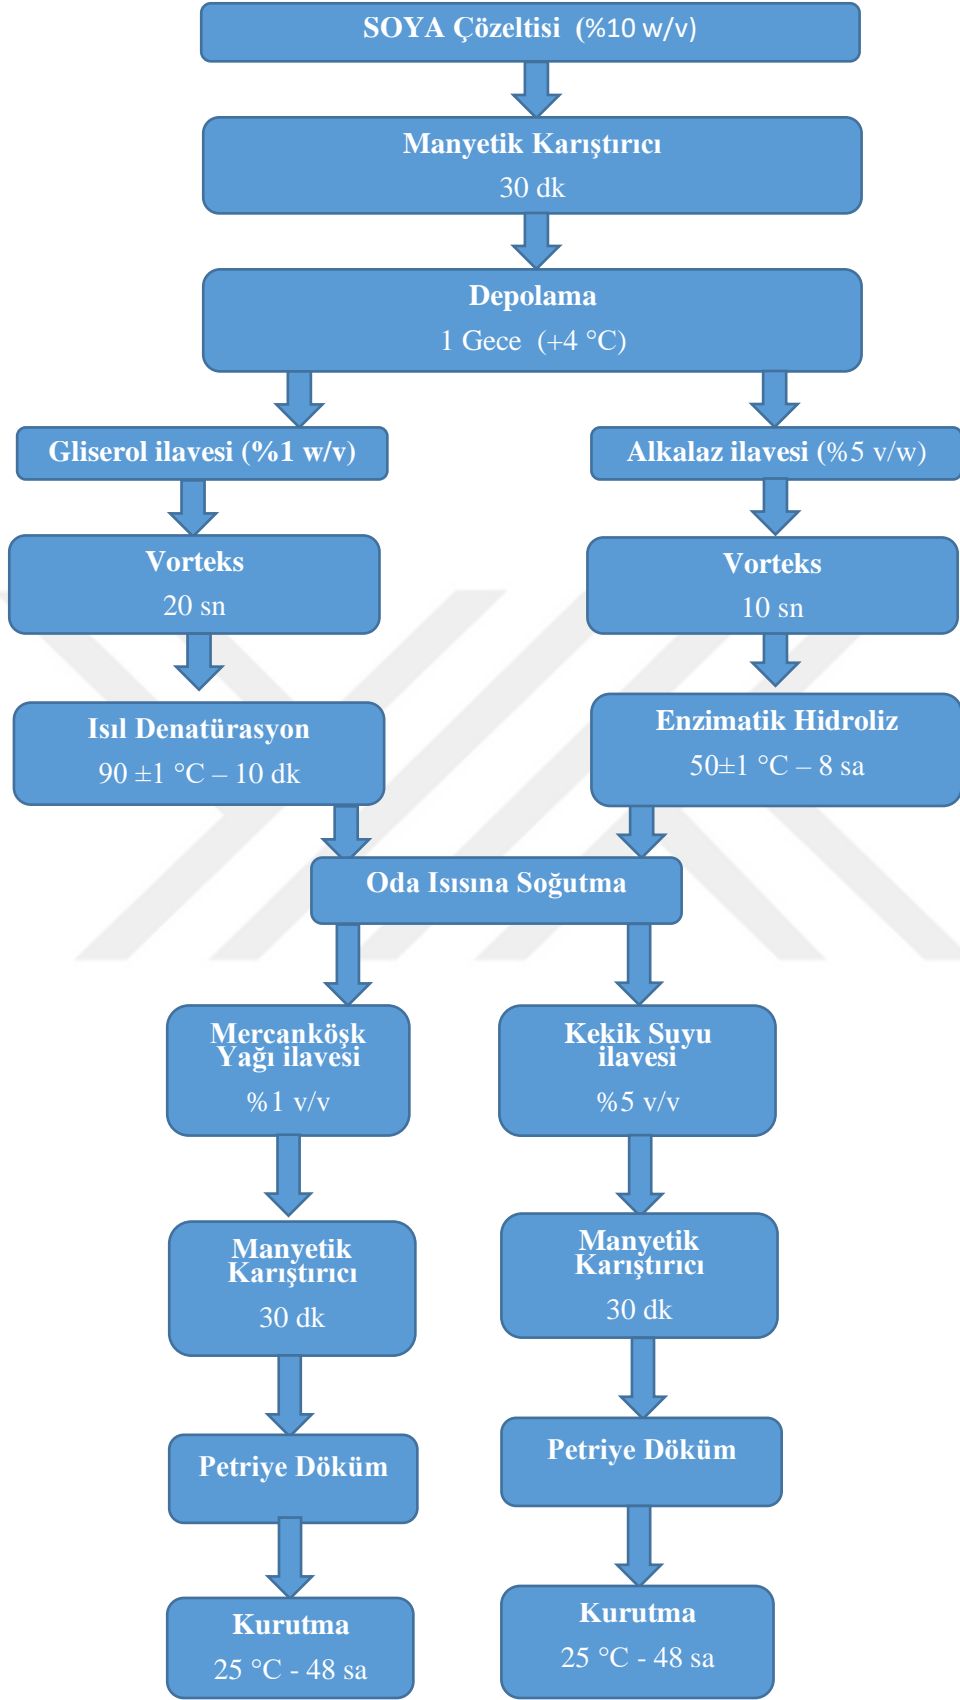 SOYA Çözeltisi (%10 w/v)
Manyetik Karıştırıcı
30 dk
Depolama
1 Gece (+4 °C)
Gliserol ilavesi (%1 w/v)
Alkalaz ilavesi (%5 v/w)
Vorteks
20 sn
Vorteks
10 sn
Isıl Denatürasyon
90 ±1 °C – 10 dk
Enzimatik Hidroliz
50±1 °C – 8 sa
Oda Isısına Soğutma
Mercanköşk
Yağı ilavesi
%1 v/v
Kekik Suyu
ilavesi
%5 v/v
Manyetik
Karıştırıcı
30 dk
Manyetik
Karıştırıcı
30 dk
Petriye Döküm
Petriye Döküm
Kurutma
25 °C - 48 sa
Kurutma
25 °C - 48 sa